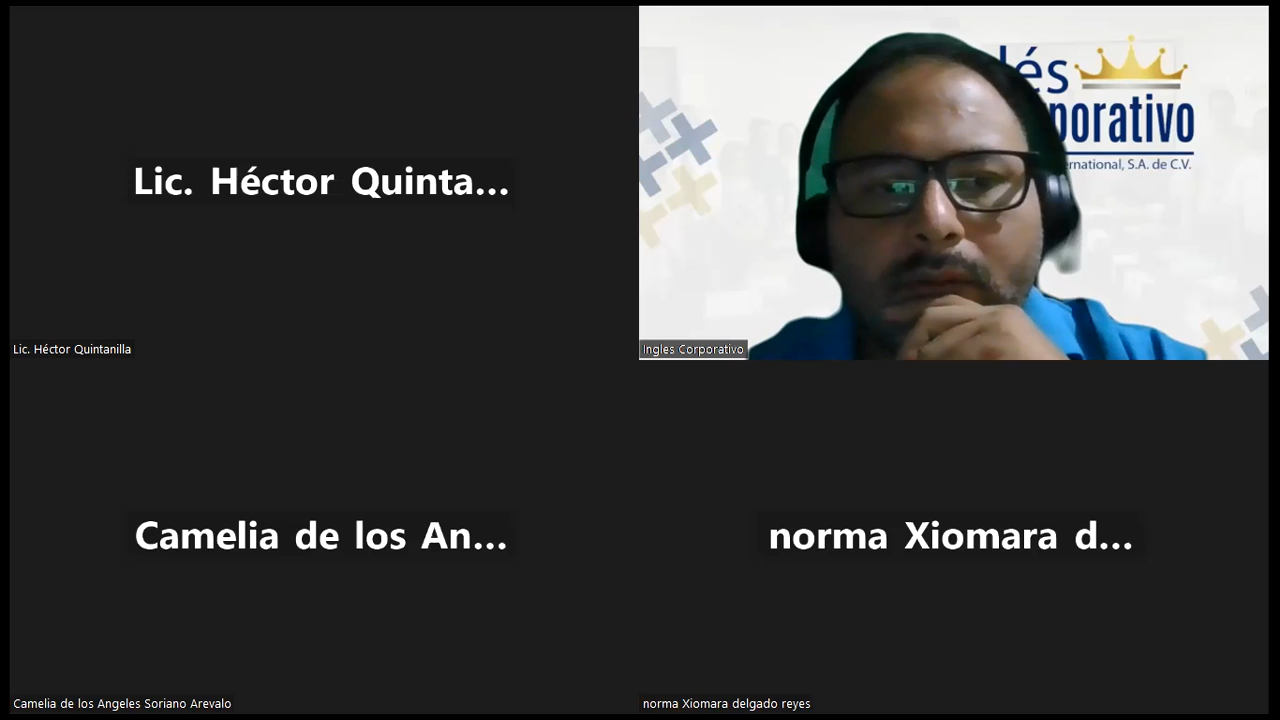 Lic. Héctor Quinta...
Lic. Héctor Quintanilla
lés
porativo
ernational, S.A. de C.V.
Ingles Corporativo
Camelia de los An...
Camelia de los Angeles Soriano Arevalo
norma Xiomara d...
norma Xiomara delgado reyes